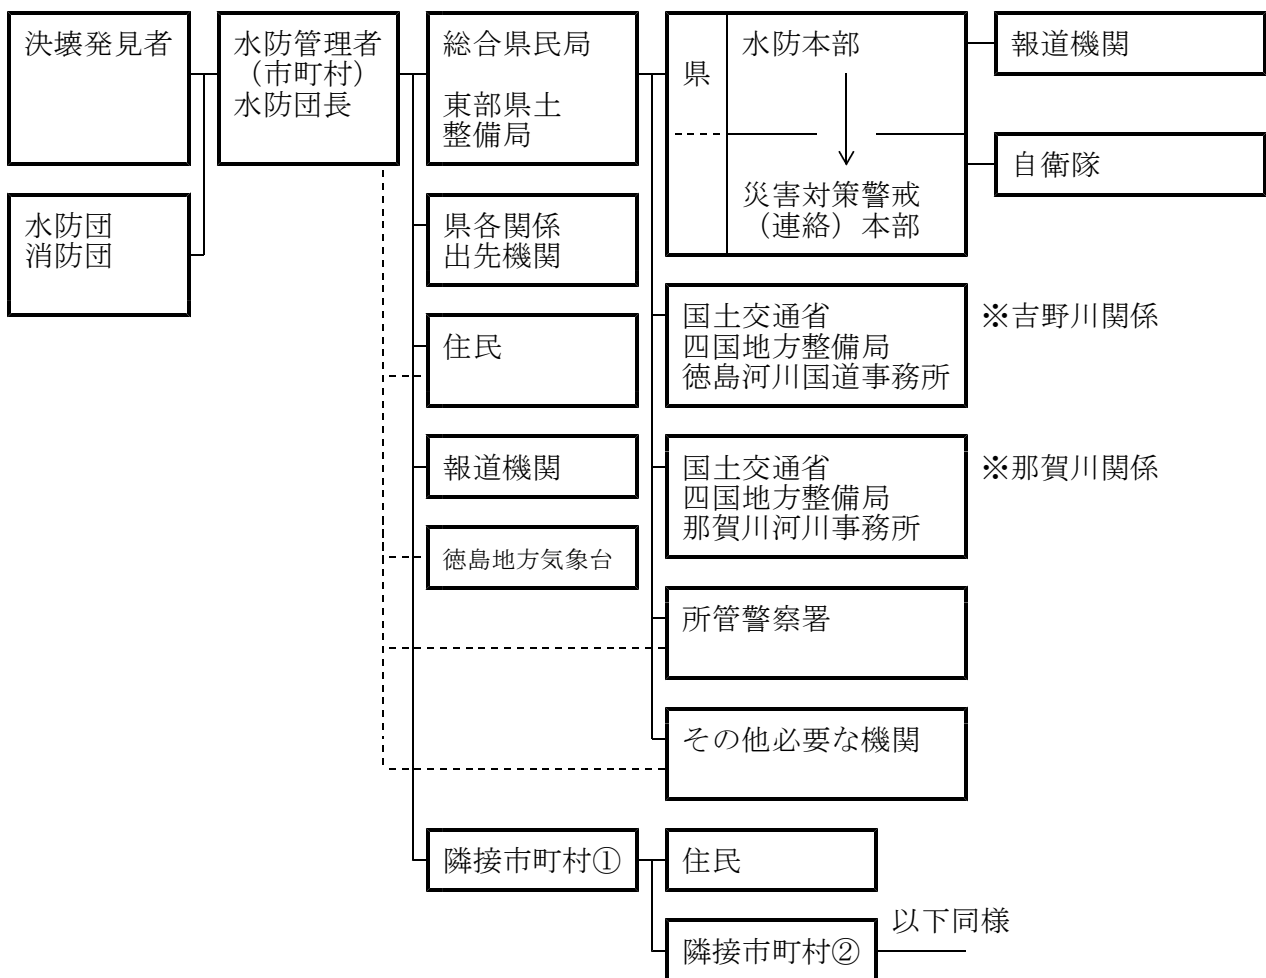 決壊発見者
水防団
消防団
水防管理者
（市町村）
水防団長
総合県民局
東部県土
整備局
県各関係
出先機関
住民
報道機関
徳島地方気象台
隣接市町村①
県
水防本部
災害対策警戒
（連絡）本部
報道機関
自衛隊
国土交通省
四国地方整備局
徳島河川国道事務所
※吉野川関係
国土交通省
四国地方整備局
那賀川河川事務所
※那賀川関係
所管警察署
その他必要な機関
住民
隣接市町村②
以下同様